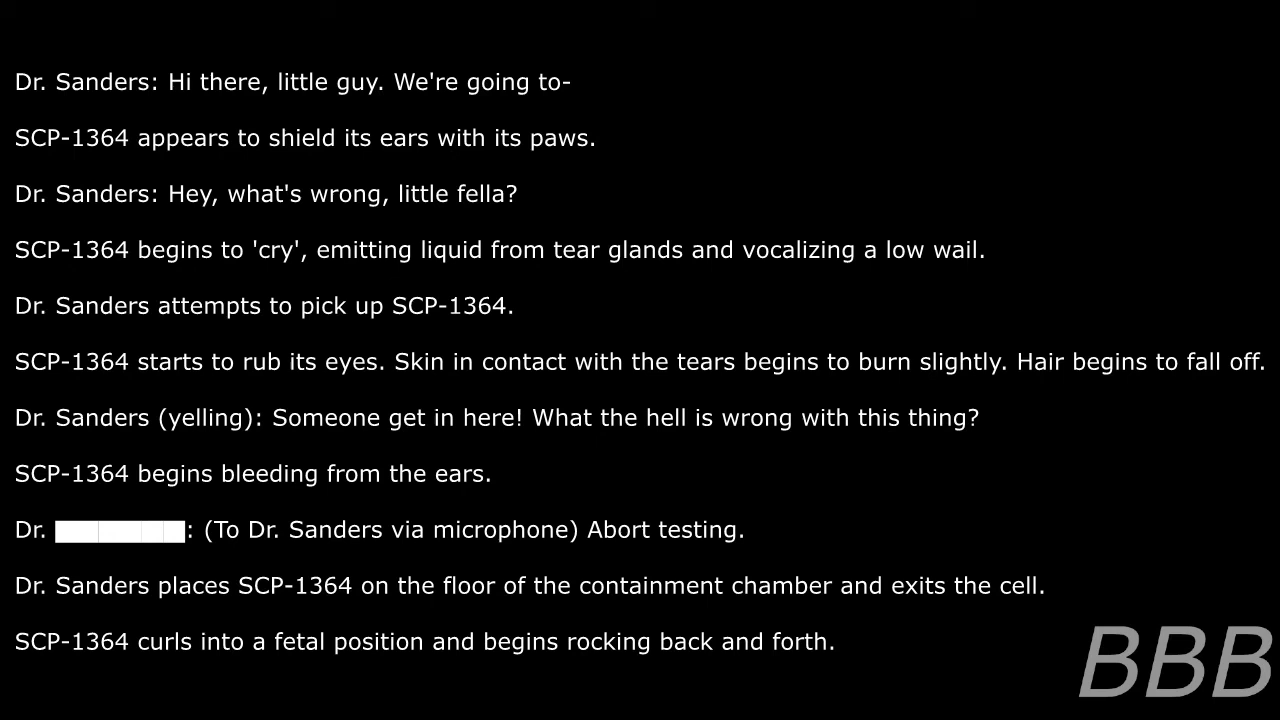 Dr. Sanders: Hi there, little guy. We're going to-
SCP-1364 appears to shield its ears with its paws.
Dr. Sanders: Hey, what's wrong, little fella?
SCP-1364 begins to 'cry', emitting liquid from tear glands and vocalizing a low wail.
Dr. Sanders attempts to pick up SCP-1364.
SCP-1364 starts to rub its eyes. Skin in contact with the tears begins to burn slightly. Hair begins to fall off.
Dr. Sanders (yelling): Someone get in here! What the hell is wrong with this thing?
SCP-1364 begins bleeding from the ears.
Dr. ██████: (To Dr. Sanders via microphone) Abort testing.
Dr. Sanders places SCP-1364 on the floor of the containment chamber and exits the cell.
SCP-1364 curls into a fetal position and begins rocking back and forth.
BBB